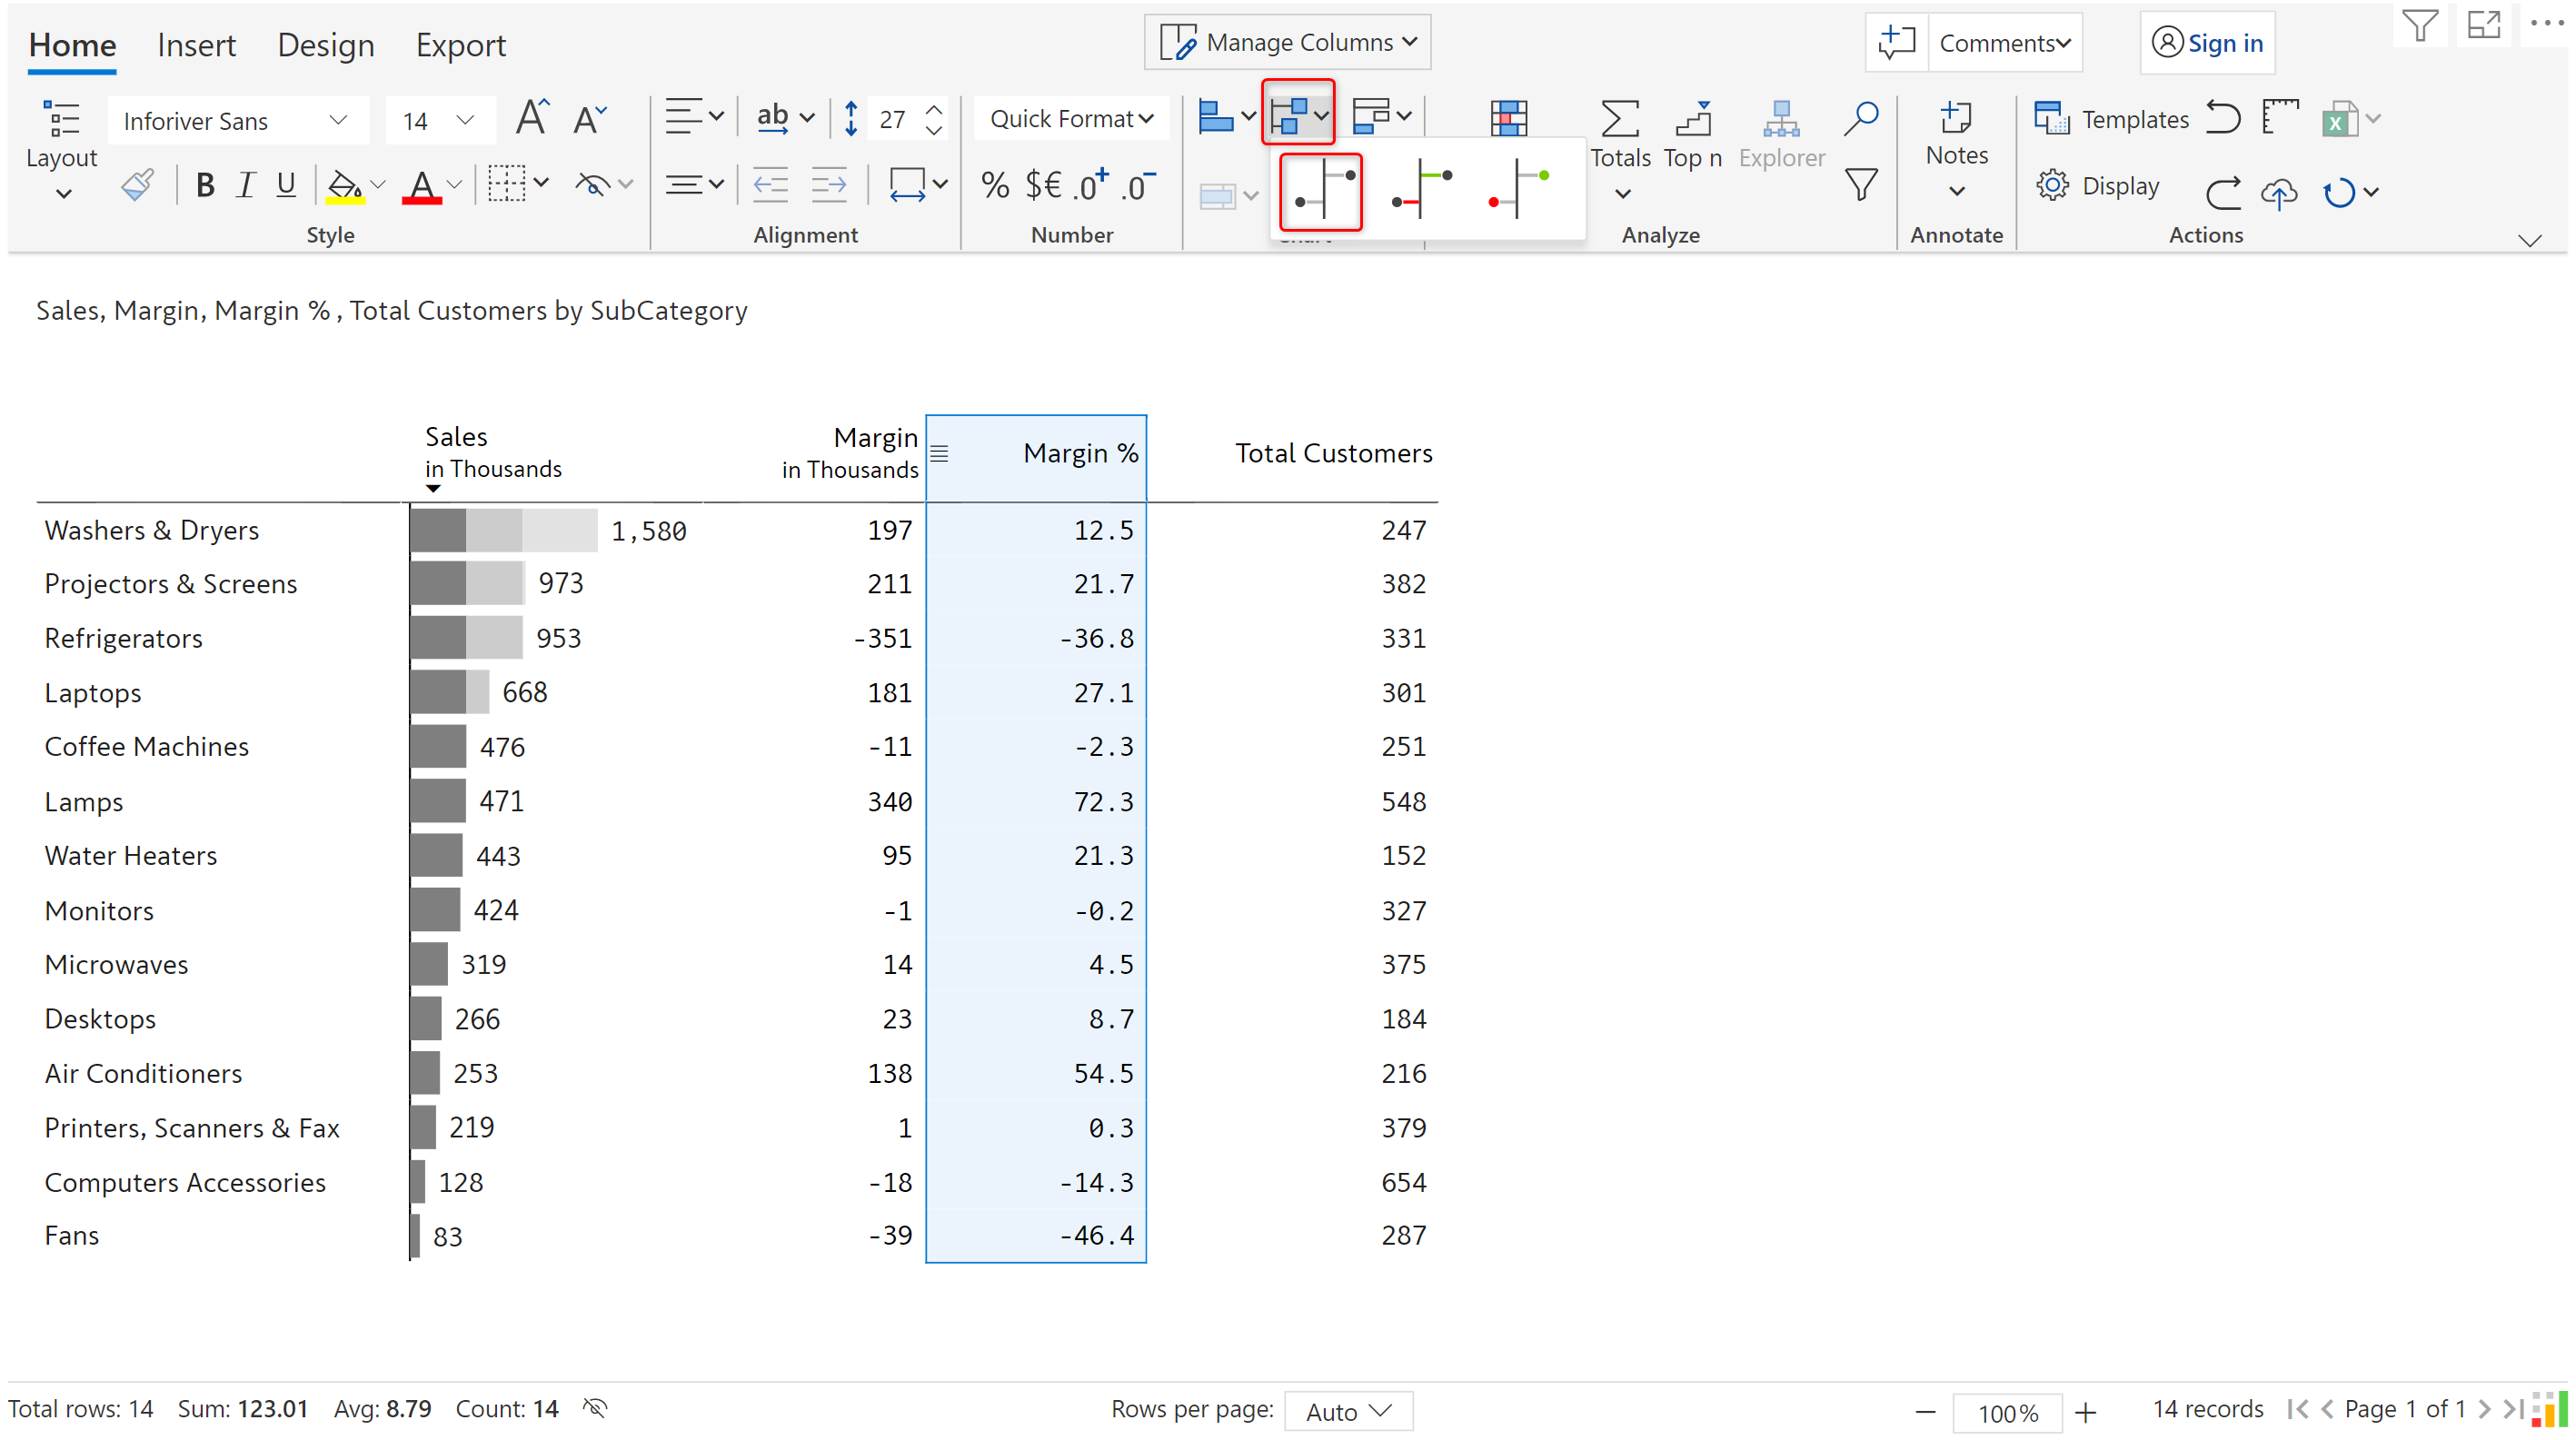 Home Insert Design Export Manage Columns Comments Sign in
Inforiver Sans 14 ab 27 Quick Format Totals Top n Explorer Notes Templates
Layout B I U A % $€ .0+ .0- Display
Style Alignment Number Analyze Annotate Actions
Sales, Margin, Margin % , Total Customers by SubCategory
Sales Margin Margin % Total Customers
in Thousands in Thousands
Washers & Dryers 1,580 197 12.5 247
Projectors & Screens 973 211 21.7 382
Refrigerators 953 -351 -36.8 331
Laptops 668 181 27.1 301
Coffee Machines 476 -11 -2.3 251
Lamps 471 340 72.3 548
Water Heaters 443 95 21.3 152
Monitors 424 -1 -0.2 327
Microwaves 319 14 4.5 375
Desktops 266 23 8.7 184
Air Conditioners 253 138 54.5 216
Printers, Scanners & Fax 219 1 0.3 379
Computers Accessories 128 -18 -14.3 654
Fans 83 -39 -46.4 287
Total rows: 14 Sum: 123.01 Avg: 8.79 Count: 14 Rows per page: Auto 100% 14 records Page 1 of 1